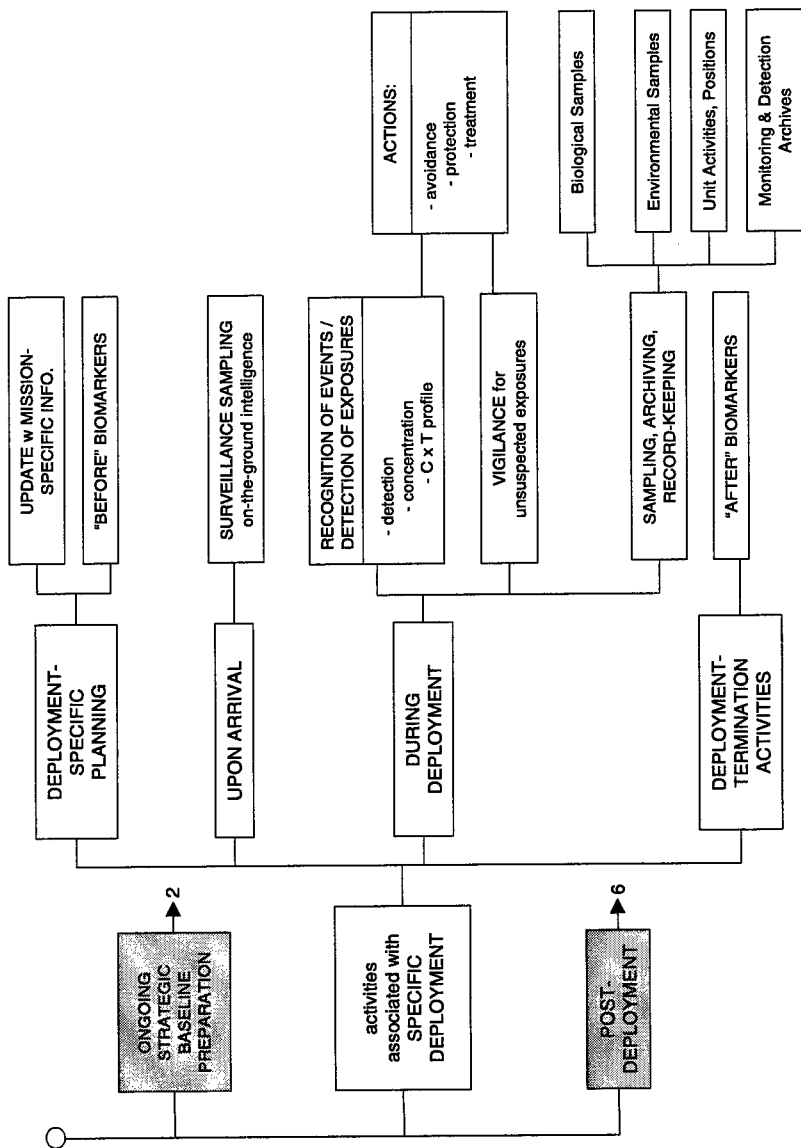 ONGOING
STRATEGIC
BASELINE
PREPARATION
2
activities
associated with
SPECIFIC
DEPLOYMENT
POST-
DEPLOYMENT
6
DEPLOYMENT-
SPECIFIC
PLANNING
UPDATE w MISSION-
SPECIFIC INFO.
"BEFORE" BIOMARKERS
UPON ARRIVAL
SURVEILLANCE SAMPLING
on-the-ground intelligence
DURING
DEPLOYMENT
RECOGNITION OF EVENTS /
DETECTION OF EXPOSURES
- detection
- concentration
- C x T profile
VIGILANCE for
unsuspected exposures
ACTIONS:
- avoidance
- protection
- treatment
SAMPLING, ARCHIVING,
RECORD-KEEPING
Biological Samples
Environmental Samples
Unit Activities, Positions
Monitoring & Detection
Archives
DEPLOYMENT-
TERMINATION
ACTIVITIES
"AFTER" BIOMARKERS